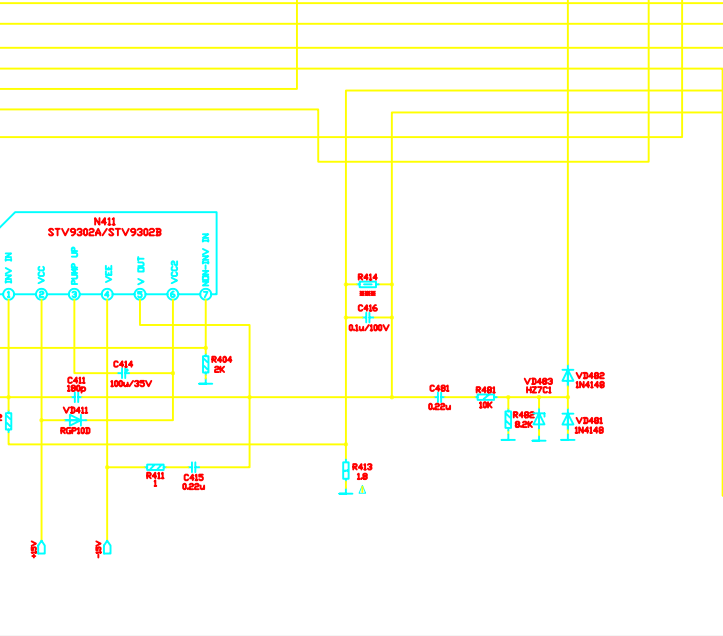 N411
STV9302A/STV9302B
INV IN
VCC
PUMP UP
VEE
V OUT
VCC2
NON-INV IN
1
2
3
4
5
6
7
R414
C416
0.1u/100V
R404
2K
C414
100u/35V
C411
180p
VD411
RGP10D
R411
1
C415
0.22u
R413
1.8
C481
0.22u
R481
10K
VD483
HZ7C1
R482
8.2K
VD482
1N4148
VD481
1N4148
+15V
-15V